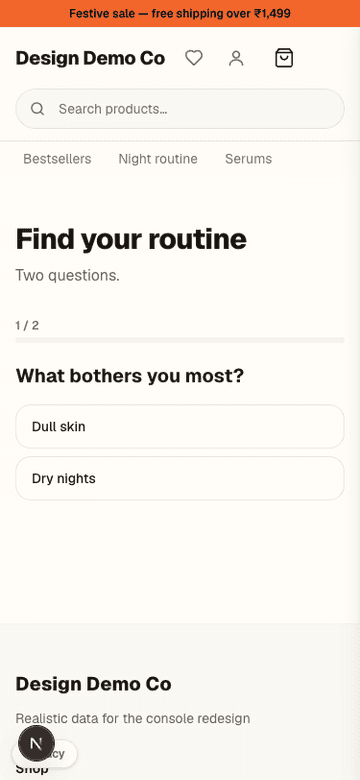 Festive sale — free shipping over ₹1,499
Design Demo Co
Search products...
Bestsellers Night routine Serums
Find your routine
Two questions.
1 / 2
What bothers you most?
Dull skin
Dry nights
Design Demo Co
Realistic data for the console redesign
N
Shop